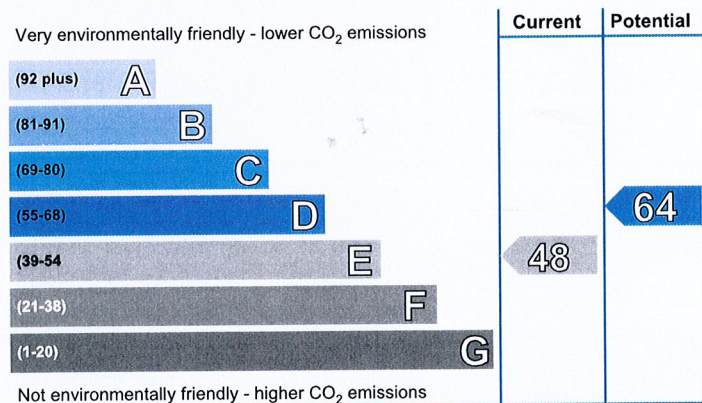 Current Potential
Very environmentally friendly - lower CO₂ emissions
(92 plus) A
(81-91) B
(69-80) C
(55-68) D
64
(39-54 E
48
(21-38) F
(1-20) G
Not environmentally friendly - higher CO₂ emissions